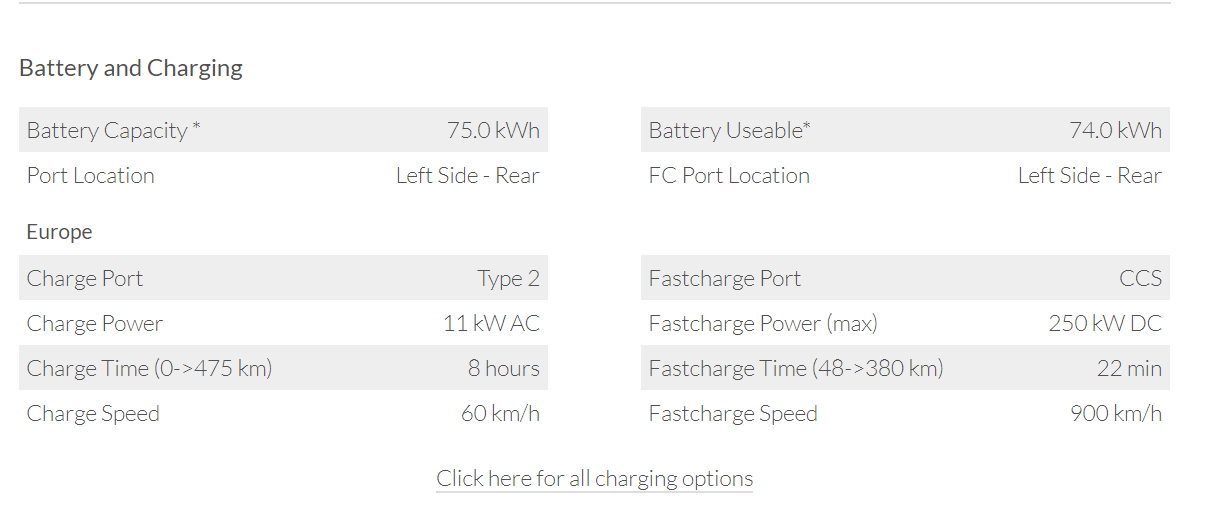 Battery and Charging
Battery Capacity * 75.0 kWh Battery Useable* 74.0 kWh
Port Location Left Side - Rear FC Port Location Left Side - Rear
Europe
Charge Port Type 2 Fastcharge Port CCS
Charge Power 11 kW AC Fastcharge Power (max) 250 kW DC
Charge Time (0->475 km) 8 hours Fastcharge Time (48->380 km) 22 min
Charge Speed 60 km/h Fastcharge Speed 900 km/h
Click here for all charging options